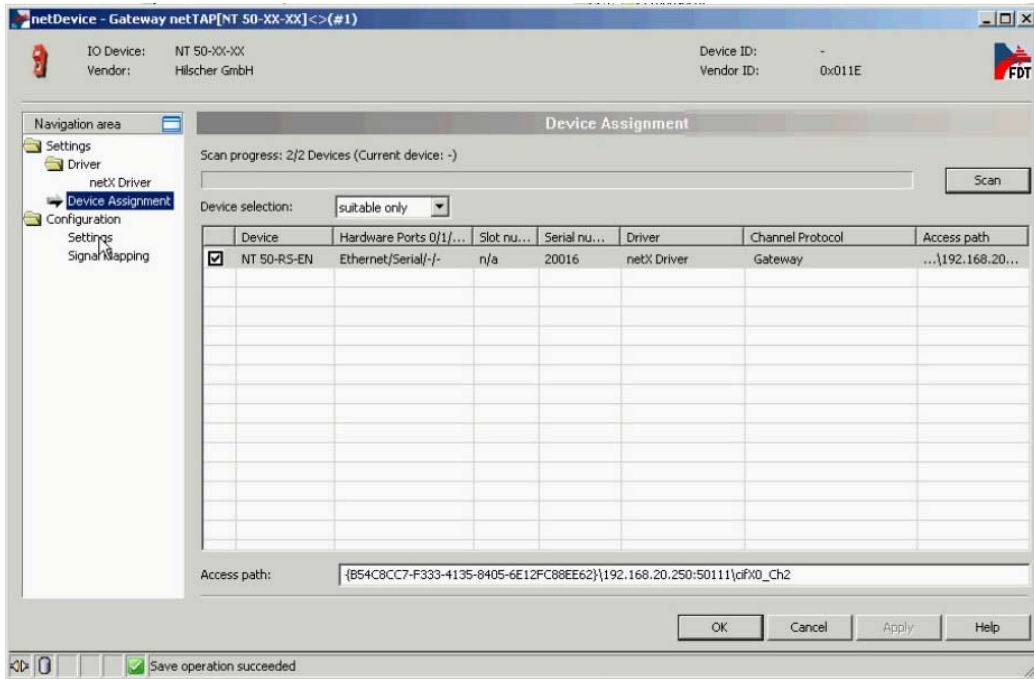 netDevice - Gateway netTAP[NT 50-XX-XX]<>(#1)
IO Device: NT 50-XX-XX Device ID: -
Vendor: Hilscher GmbH Vendor ID: 0x011E
FDT
Navigation area
Settings
Driver
netX Driver
Device Assignment
Configuration
Settings
Signal Mapping
Device Assignment
Scan progress: 2/2 Devices (Current device: -)
Scan
Device selection: suitable only
Device Hardware Ports 0/1/... Slot nu... Serial nu... Driver Channel Protocol Access path
NT 50-RS-EN Ethernet/Serial/-/- n/a 20016 netX Driver Gateway ...\192.168.20...
Access path: {B54C8CC7-F333-4135-8405-6E12FC88EE62}\192.168.20.250:50111\cifX0_Ch2
OK Cancel Apply Help
Save operation succeeded